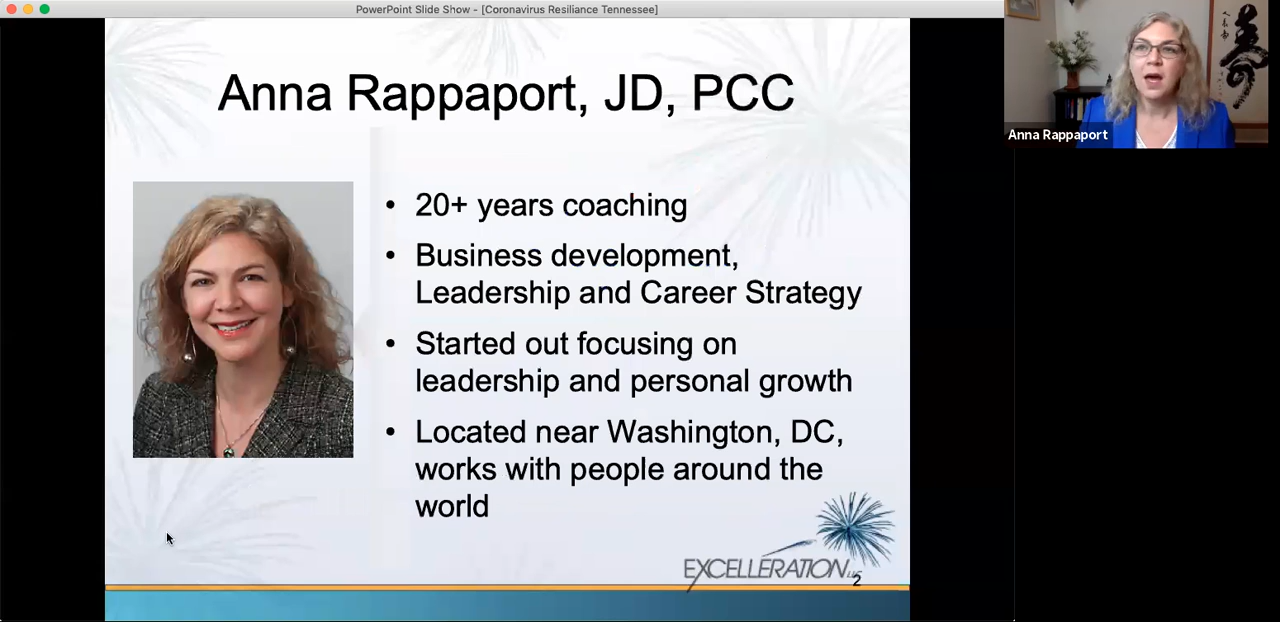 PowerPoint Slide Show - [Coronavirus Resiliance Tennessee]
Anna Rappaport, JD, PCC
• 20+ years coaching
• Business development,
Leadership and Career Strategy
• Started out focusing on
leadership and personal growth
• Located near Washington, DC,
works with people around the
world
EXCELLERATION LLC
2
Anna Rappaport